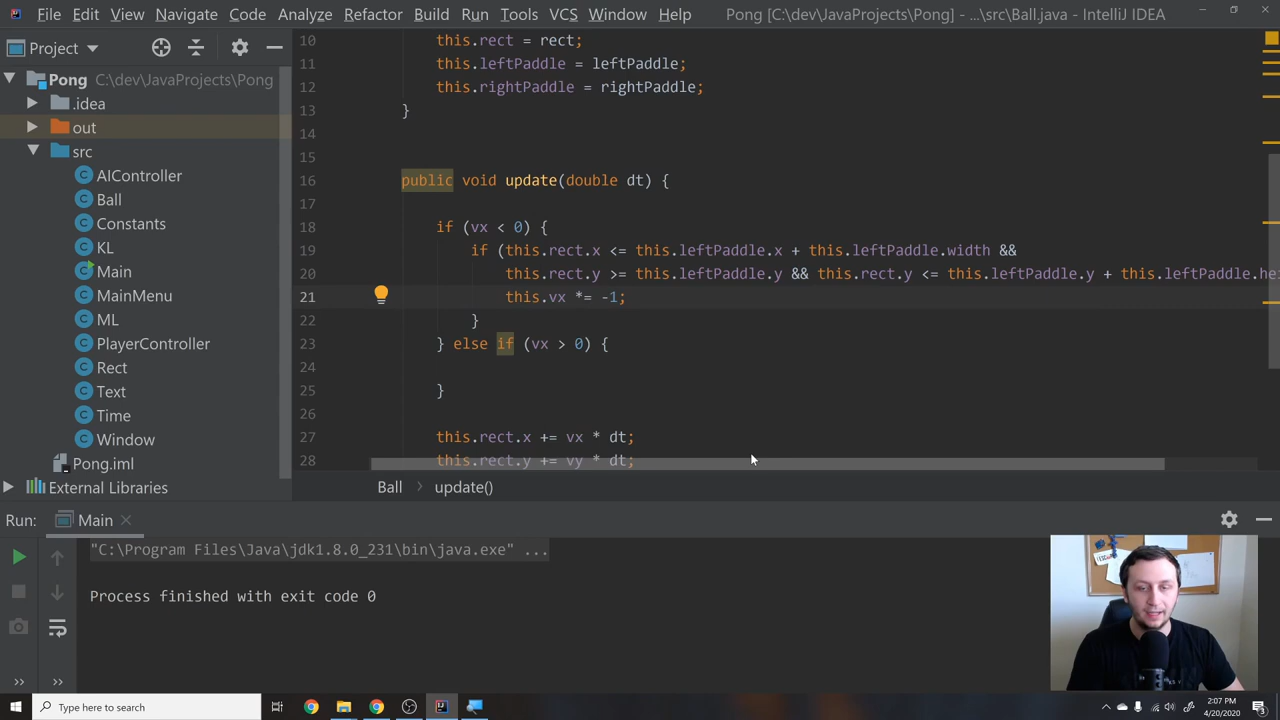 File Edit View Navigate Code Analyze Refactor Build Run Tools VCS Window Help Pong [C:\dev\JavaProjects\Pong] - ...\src\Ball.java - IntelliJ IDEA
Project
Pong C:\dev\JavaProjects\Pong
.idea
out
src
AIController
Ball
Constants
KL
Main
MainMenu
ML
PlayerController
Rect
Text
Time
Window
Pong.iml
External Libraries
10 this.rect = rect;
11 this.leftPaddle = leftPaddle;
12 this.rightPaddle = rightPaddle;
13 }
14
15
16 public void update(double dt) {
17
18 if (vx < 0) {
19 if (this.rect.x <= this.leftPaddle.x + this.leftPaddle.width &&
20 this.rect.y >= this.leftPaddle.y && this.rect.y <= this.leftPaddle.y + this.leftPaddle.he
21 this.vx *= -1;
22 }
23 } else if (vx > 0) {
24
25 }
26
27 this.rect.x += vx * dt;
28 this.rect.y += vy * dt;
Ball > update()
Run: Main
"C:\Program Files\Java\jdk1.8.0_231\bin\java.exe" ...
Process finished with exit code 0
Type here to search
2:07 PM
4/20/2020